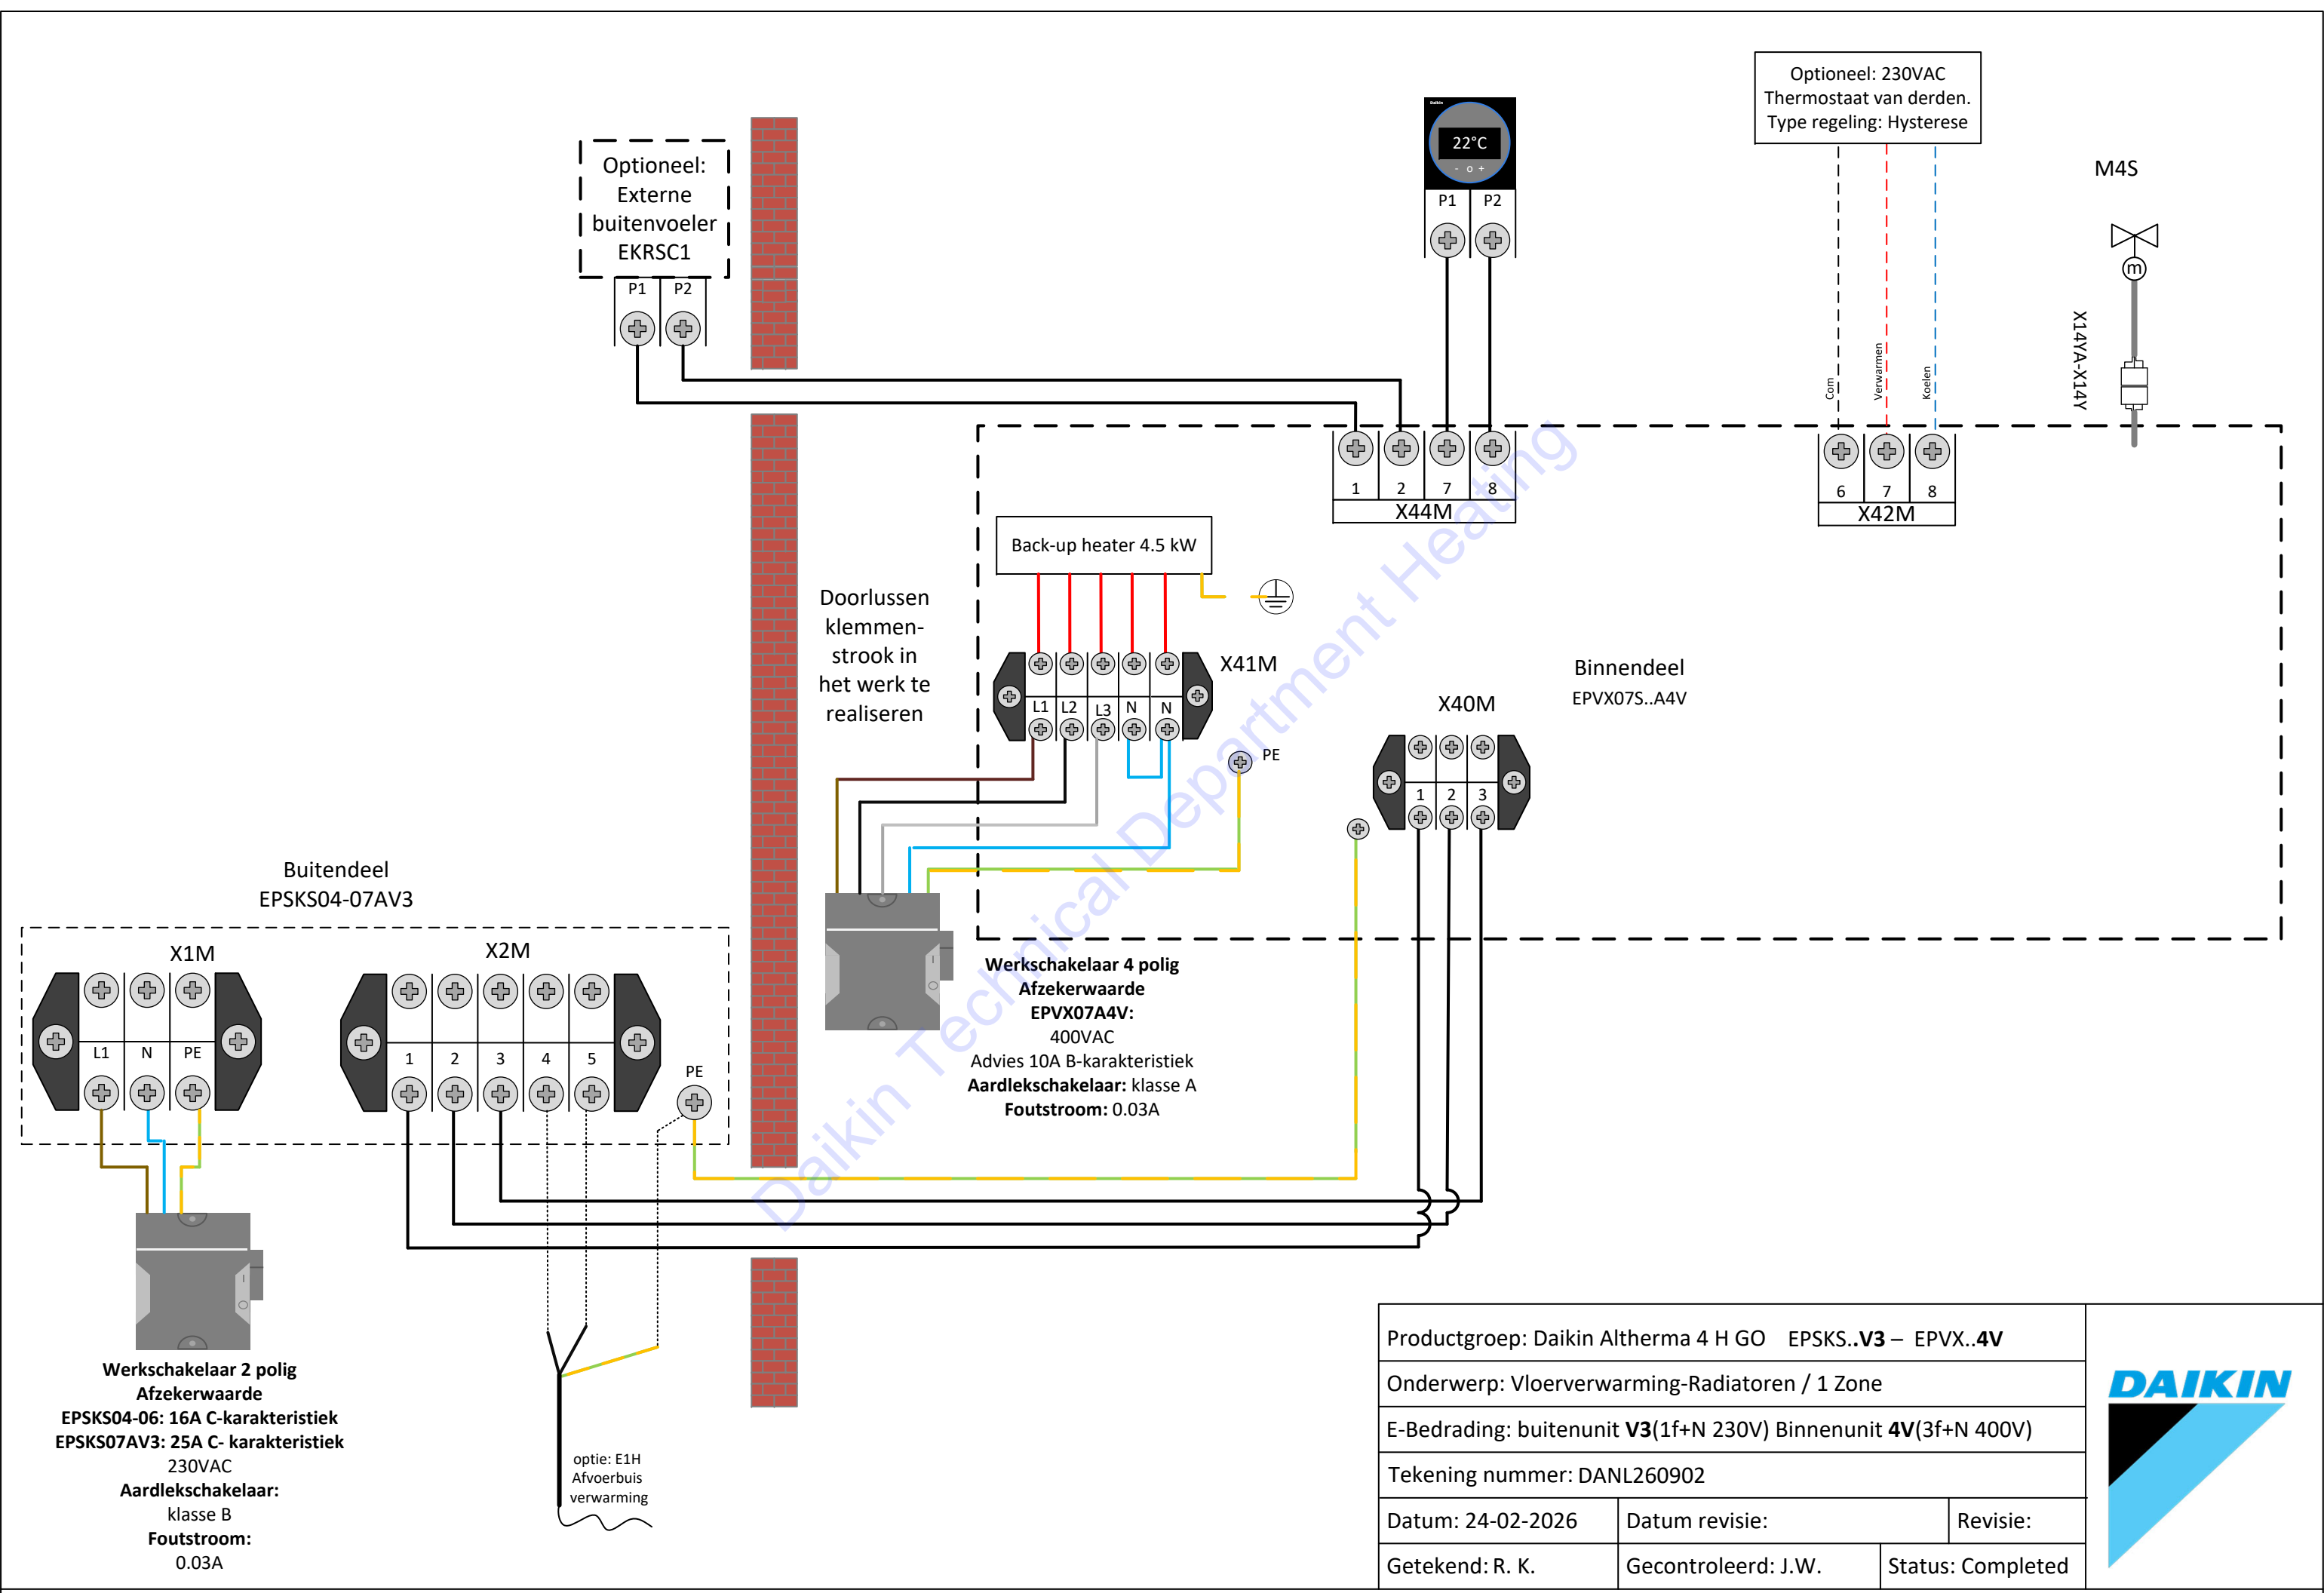 Optioneel:
Externe
buitenvoeler
EKRSC1
P1 P2
Daikin
22°C
- o +
P1 P2
Optioneel: 230VAC
Thermostaat van derden.
Type regeling: Hysterese
M4S
X14YA-X14Y
Com
Verwarmen
Koelen
1 2 7 8
X44M
6 7 8
X42M
Back-up heater 4.5 kW
Doorlussen
klemmen-
strook in
het werk te
realiseren
X41M
L1 L2 L3 N N
PE
Binnendeel
EPVX07S..A4V
X40M
1 2 3
Buitendeel
EPSKS04-07AV3
X1M
L1 N PE
X2M
1 2 3 4 5
PE
I
O
Werkschakelaar 4 polig
Afzekerwaarde
EPVX07A4V:
400VAC
Advies 10A B-karakteristiek
Aardlekschakelaar: klasse A
Foutstroom: 0.03A
I
O
Werkschakelaar 2 polig
Afzekerwaarde
EPSKS04-06: 16A C-karakteristiek
EPSKS07AV3: 25A C- karakteristiek
230VAC
Aardlekschakelaar:
klasse B
Foutstroom:
0.03A
optie: E1H
Afvoerbuis
verwarming
m
Daikin Technical Department Heating
Productgroep: Daikin Altherma 4 H GO EPSKS..V3 – EPVX..4V
Onderwerp: Vloerverwarming-Radiatoren / 1 Zone
E-Bedrading: buitenunit V3(1f+N 230V) Binnenunit 4V(3f+N 400V)
Tekening nummer: DANL260902
Datum: 24-02-2026 Datum revisie: Revisie:
Getekend: R. K. Gecontroleerd: J.W. Status: Completed
DAIKIN